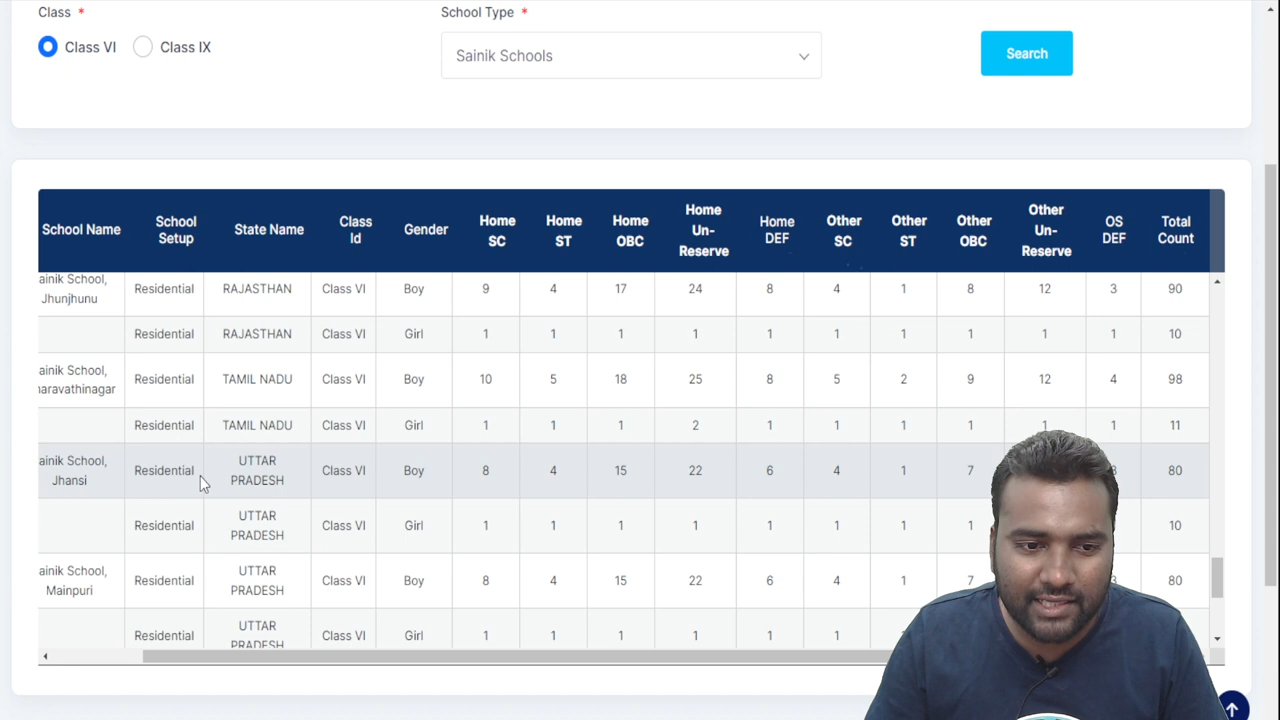 Class *
School Type *
Class VI
Class IX
Sainik Schools
Search
School Name School Setup State Name Class Id Gender Home SC Home ST Home OBC Home Un-Reserve Home DEF Other SC Other ST Other OBC Other Un-Reserve OS DEF Total Count
ainik School, Jhunjhunu Residential RAJASTHAN Class VI Boy 9 4 17 24 8 4 1 8 12 3 90
Residential RAJASTHAN Class VI Girl 1 1 1 1 1 1 1 1 1 1 10
ainik School, naravathinagar Residential TAMIL NADU Class VI Boy 10 5 18 25 8 5 2 9 12 4 98
Residential TAMIL NADU Class VI Girl 1 1 1 2 1 1 1 1 1 1 11
ainik School, Jhansi Residential UTTAR PRADESH Class VI Boy 8 4 15 22 6 4 1 7 80
Residential UTTAR PRADESH Class VI Girl 1 1 1 1 1 1 1 1 10
ainik School, Mainpuri Residential UTTAR PRADESH Class VI Boy 8 4 15 22 6 4 1 7 80
Residential UTTAR PRADESH Class VI Girl 1 1 1 1 1 1